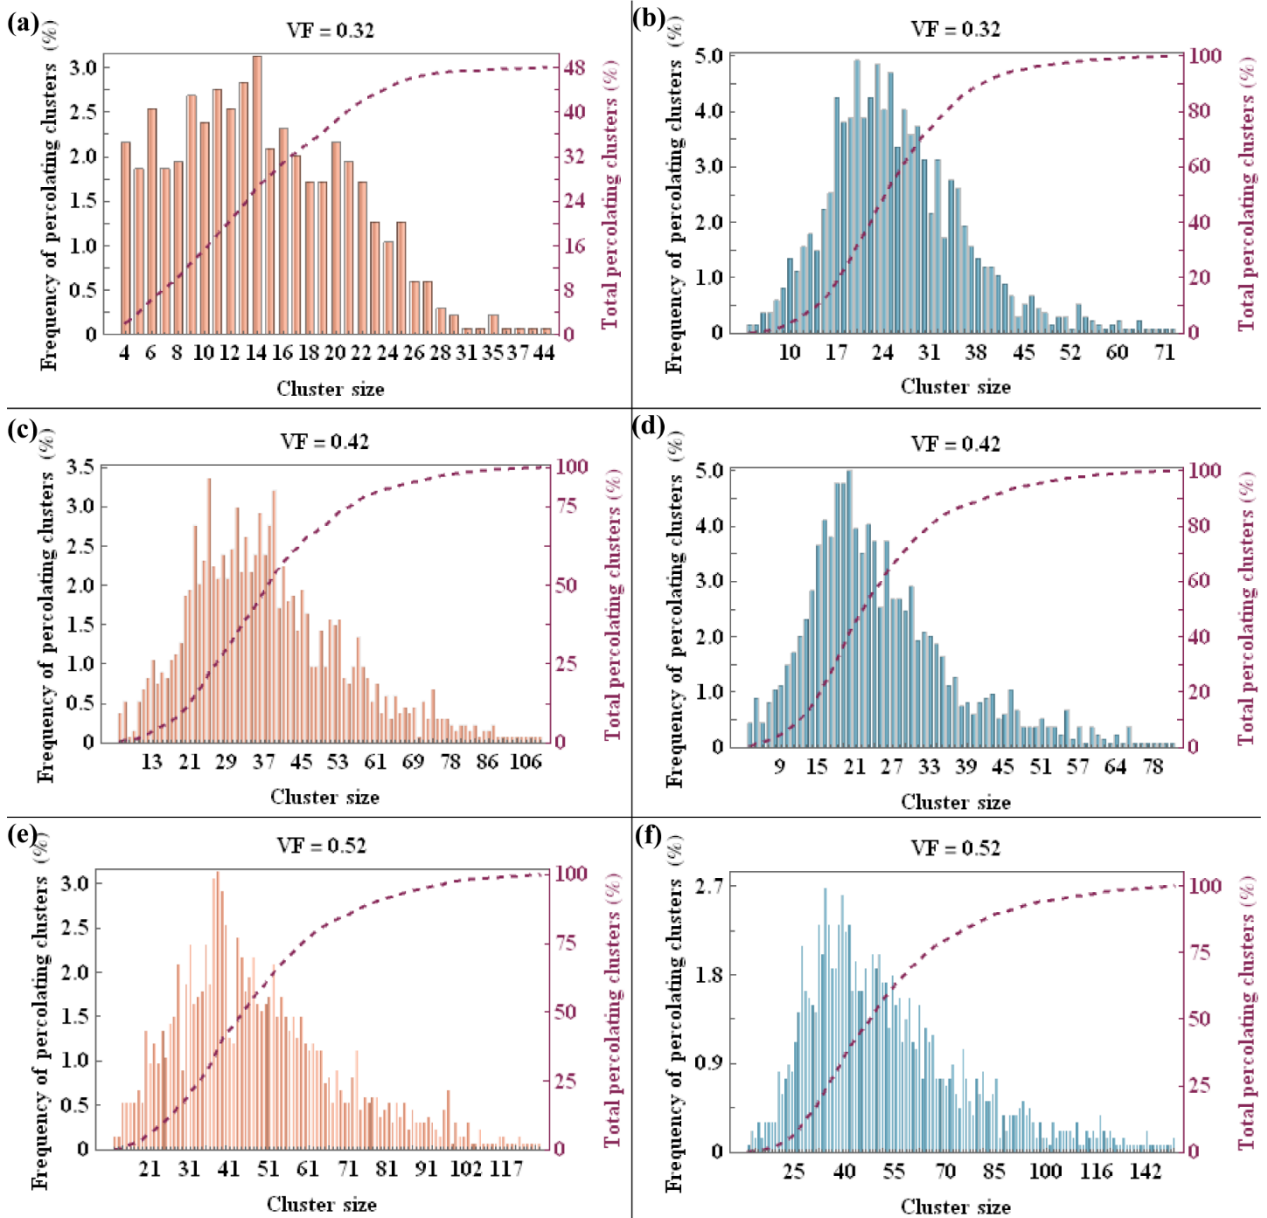 (a)
VF = 0.32
Frequency of percolating clusters (%)
3.0
2.5
2.0
1.5
1.0
0.5
0
48
40
32
24
16
8
0
Total percolating clusters (%)
4 6 8 10 12 14 16 18 20 22 24 26 28 31 35 37 44
Cluster size
(b)
VF = 0.32
Frequency of percolating clusters (%)
5.0
4.0
3.0
2.0
1.0
0
100
80
60
40
20
0
Total percolating clusters (%)
10 17 24 31 38 45 52 60 71
Cluster size
(c)
VF = 0.42
Frequency of percolating clusters (%)
3.5
3.0
2.5
2.0
1.5
1.0
0.5
0
100
75
50
25
0
Total percolating clusters (%)
13 21 29 37 45 53 61 69 78 86 106
Cluster size
(d)
VF = 0.42
Frequency of percolating clusters (%)
5.0
4.0
3.0
2.0
1.0
0
100
80
60
40
20
0
Total percolating clusters (%)
9 15 21 27 33 39 45 51 57 64 78
Cluster size
(e)
VF = 0.52
Frequency of percolating clusters (%)
3.0
2.5
2.0
1.5
1.0
0.5
0
100
75
50
25
0
Total percolating clusters (%)
21 31 41 51 61 71 81 91 102 117
Cluster size
(f)
VF = 0.52
Frequency of percolating clusters (%)
2.7
1.8
0.9
0
100
75
50
25
0
Total percolating clusters (%)
25 40 55 70 85 100 116 142
Cluster size